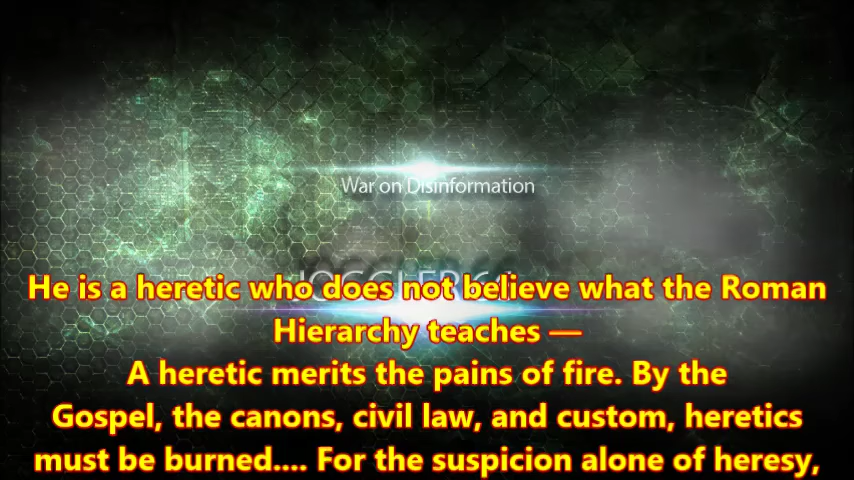 War on Disinformation
He is a heretic who does not believe what the Roman
Hierarchy teaches —
A heretic merits the pains of fire. By the
Gospel, the canons, civil law, and custom, heretics
must be burned.... For the suspicion alone of heresy,